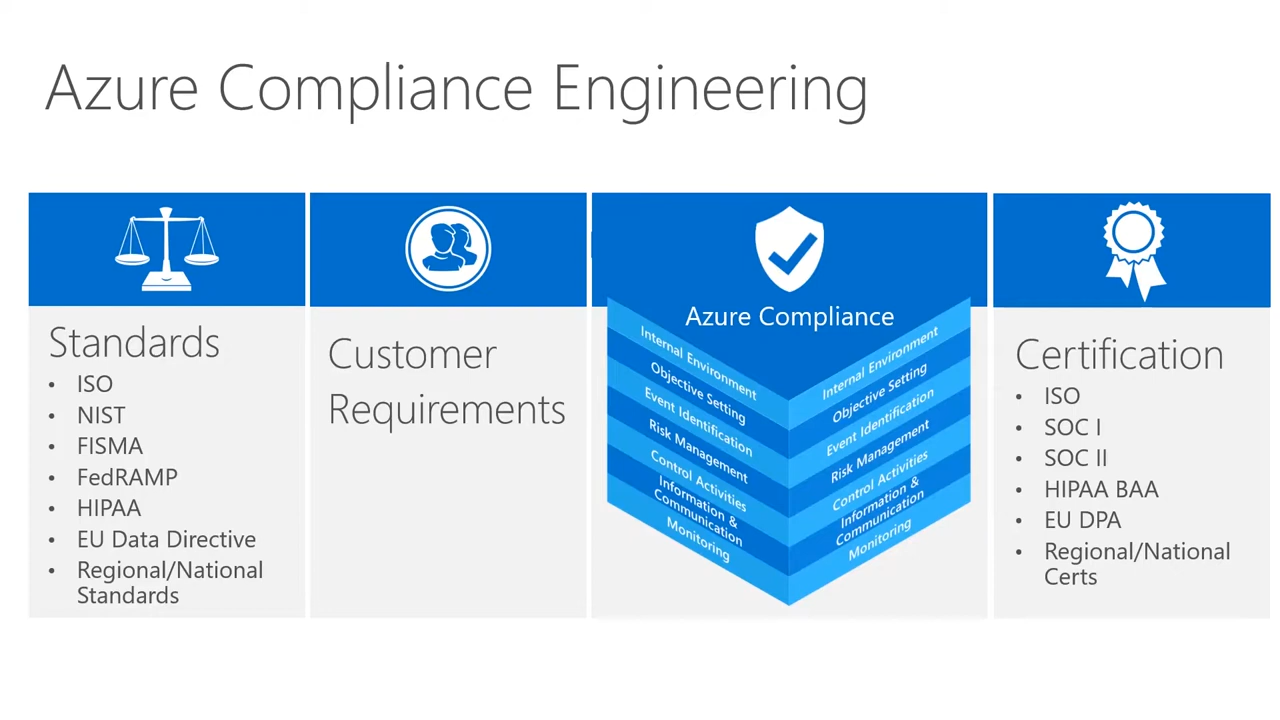 Azure Compliance Engineering
Standards
• ISO
• NIST
• FISMA
• FedRAMP
• HIPAA
• EU Data Directive
• Regional/National
Standards
Customer
Requirements
Azure Compliance
Internal Environment
Objective Setting
Event Identification
Risk Management
Control Activities
Information &
Communication
Monitoring
Internal Environment
Objective Setting
Event Identification
Risk Management
Control Activities
Information &
Communication
Monitoring
Certification
• ISO
• SOC I
• SOC II
• HIPAA BAA
• EU DPA
• Regional/National
Certs